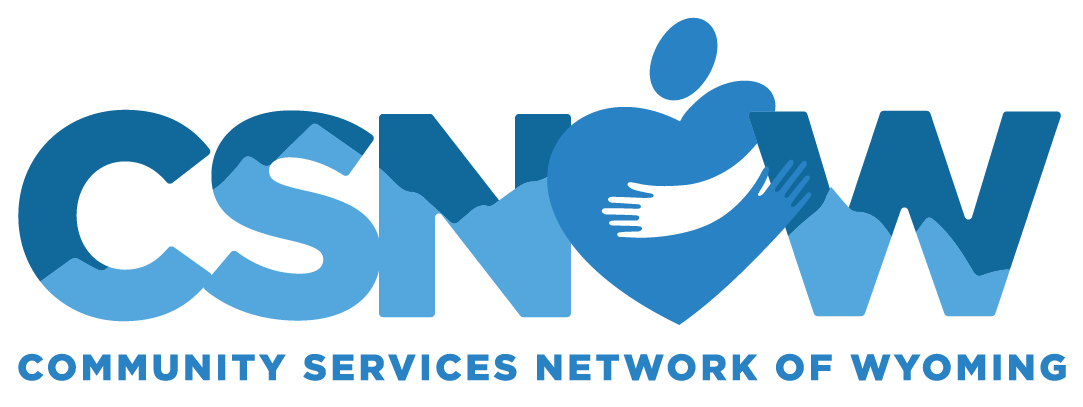 CSNOW
COMMUNITY SERVICES NETWORK OF WYOMING